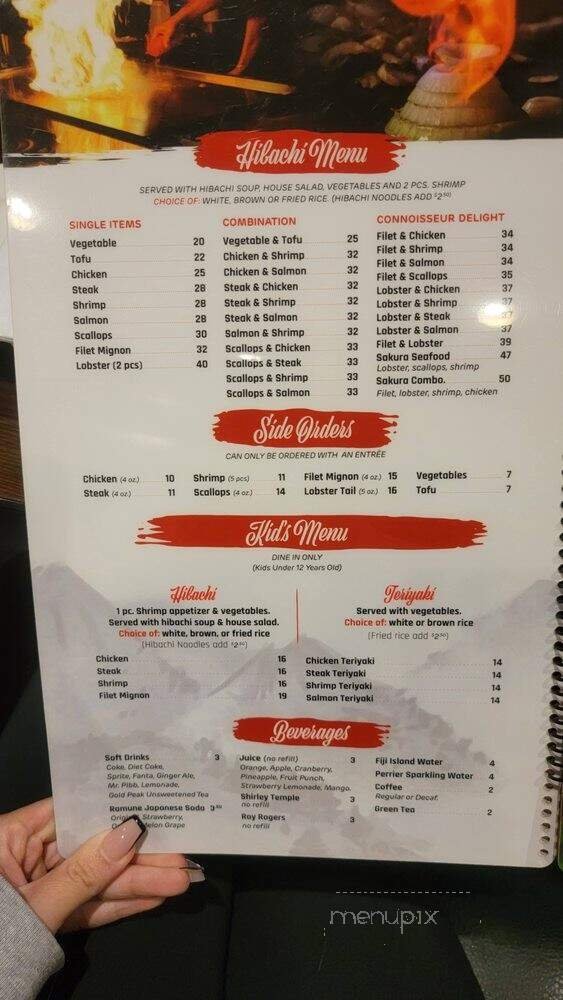 Hibachi Menu
SERVED WITH HIBACHI SOUP, HOUSE SALAD, VEGETABLES AND 2 PCS. SHRIMP
CHOICE OF: WHITE, BROWN OR FRIED RICE. (HIBACHI NOODLES ADD $2.50)
SINGLE ITEMS
Vegetable 20
Tofu 22
Chicken 25
Steak 28
Shrimp 28
Salmon 28
Scallops 30
Filet Mignon 32
Lobster (2 pcs) 40
COMBINATION
Vegetable & Tofu 25
Chicken & Shrimp 32
Chicken & Salmon 32
Steak & Chicken 32
Steak & Shrimp 32
Steak & Salmon 32
Salmon & Shrimp 32
Scallops & Chicken 33
Scallops & Steak 33
Scallops & Shrimp 33
Scallops & Salmon 33
CONNOISSEUR DELIGHT
Filet & Chicken 34
Filet & Shrimp 34
Filet & Salmon 34
Filet & Scallops 35
Lobster & Chicken 37
Lobster & Shrimp 37
Lobster & Steak 37
Lobster & Salmon 37
Filet & Lobster 39
Sakura Seafood 47
Lobster, scallops, shrimp
Sakura Combo. 50
Filet, lobster, shrimp, chicken
Side Orders
CAN ONLY BE ORDERED WITH AN ENTRÉE
Chicken (4 oz.) 10
Steak (4 oz.) 11
Shrimp (5 pcs) 11
Scallops (4 oz.) 14
Filet Mignon (4 oz.) 15
Lobster Tail (5 oz.) 16
Vegetables 7
Tofu 7
Kid's Menu
DINE IN ONLY
(Kids Under 12 Years Old)
Hibachi
1 pc. Shrimp appetizer & vegetables.
Served with hibachi soup & house salad.
Choice of: white, brown, or fried rice
(Hibachi Noodles add $2.50)
Chicken 16
Steak 16
Shrimp 16
Filet Mignon 19
Teriyaki
Served with vegetables.
Choice of: white or brown rice
(Fried rice add $2.50)
Chicken Teriyaki 14
Steak Teriyaki 14
Shrimp Teriyaki 14
Salmon Teriyaki 14
Beverages
Soft Drinks 3
Coke, Diet Coke,
Sprite, Fanta, Ginger Ale,
Mr. Pibb, Lemonade,
Gold Peak Unsweetened Tea
Ramune Japanese Soda 3.50
Strawberry,
Melon Grape
Juice (no refill) 3
Orange, Apple, Cranberry,
Pineapple, Fruit Punch,
Strawberry Lemonade, Mango.
Shirley Temple 3
no refill
Roy Rogers 3
no refill
Fiji Island Water 4
Perrier Sparkling Water 4
Coffee 2
Regular or Decaf.
Green Tea 2
menupix